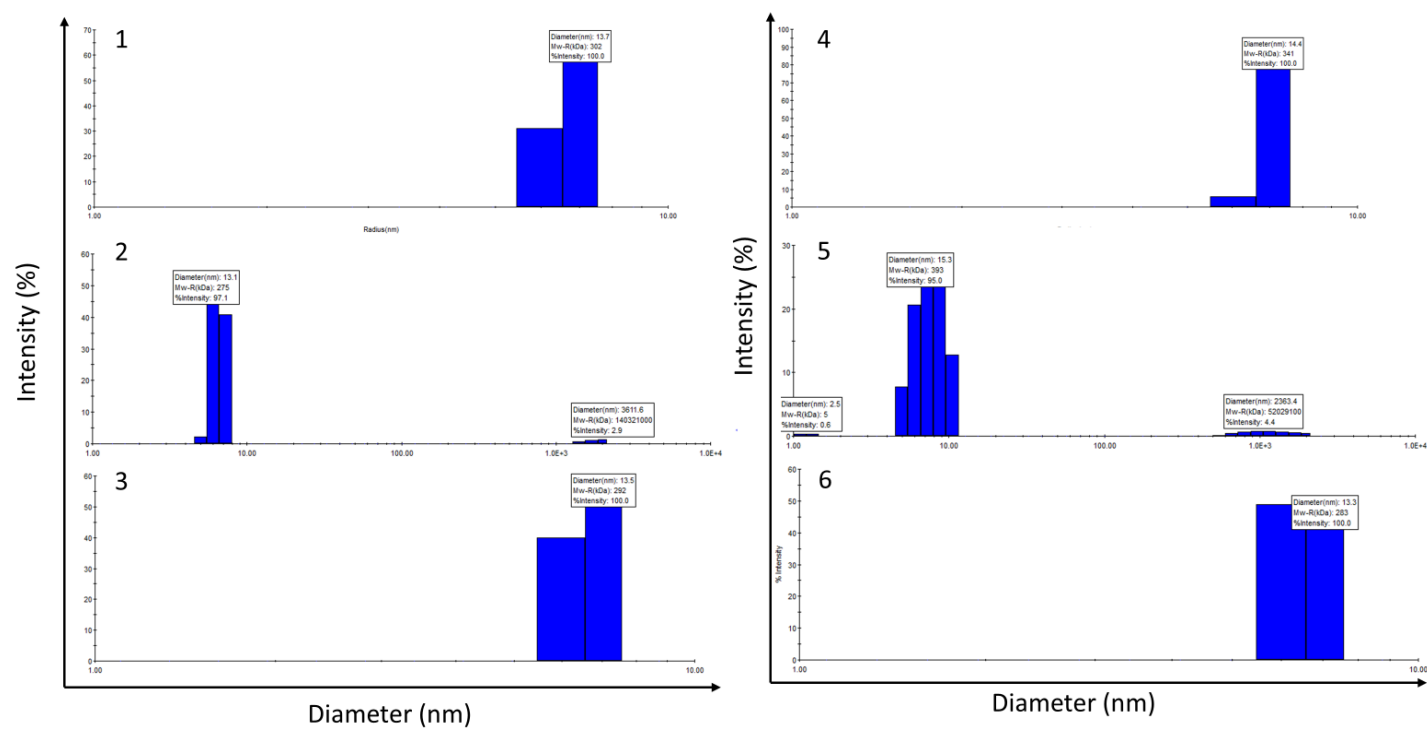 1
70
60
50
40
30
20
10
0
Diameter(nm): 13.7
Mw-R(kDa): 302
%Intensity: 100.0
1.00
10.00
Radius(nm)
2
60
50
40
30
20
10
0
Diameter(nm): 13.1
Mw-R(kDa): 275
%Intensity: 97.1
Diameter(nm): 3611.6
Mw-R(kDa): 140321000
%Intensity: 2.9
1.00
10.00
100.00
1.0E+3
1.0E+4
3
60
50
40
30
20
10
0
Diameter(nm): 13.5
Mw-R(kDa): 292
%Intensity: 100.0
1.00
10.00
Intensity (%)
Diameter (nm)
4
100
90
80
70
60
50
40
30
20
10
0
Diameter(nm): 14.4
Mw-R(kDa): 341
%Intensity: 100.0
1.00
10.00
5
30
20
10
0
Diameter(nm): 15.3
Mw-R(kDa): 393
%Intensity: 95.0
Diameter(nm): 2.5
Mw-R(kDa): 5
%Intensity: 0.6
Diameter(nm): 2363.4
Mw-R(kDa): 52029100
%Intensity: 4.4
1.00
10.00
100.00
1.0E+3
1.0E+4
6
60
50
40
30
20
10
0
% Intensity
Diameter(nm): 13.3
Mw-R(kDa): 283
%Intensity: 100.0
1.00
10.00
Intensity (%)
Diameter (nm)